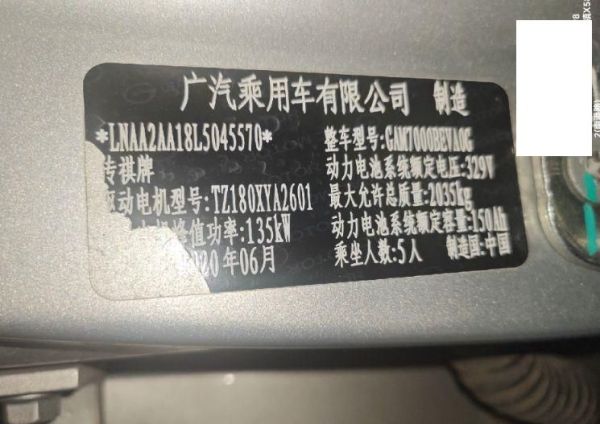 广汽乘用车有限公司 制造
*LNAA2AA18L5045570*
传祺牌
驱动电机型号:TZ180XYA2601
电机峰值功率:135kW
2020年06月
整车型号:GAM7000BEVA0G
动力电池系统额定电压:329V
最大允许总质量:2035kg
动力电池系统额定容量:150Ah
乘坐人数:5人 制造国:中国